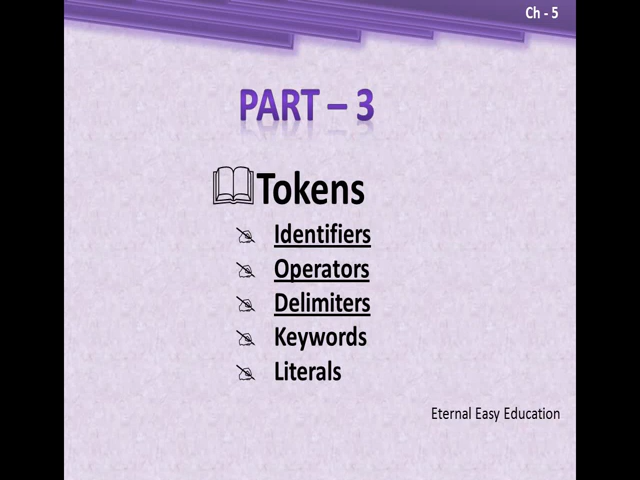 Ch - 5
PART – 3
Tokens
Identifiers
Operators
Delimiters
Keywords
Literals
Eternal Easy Education